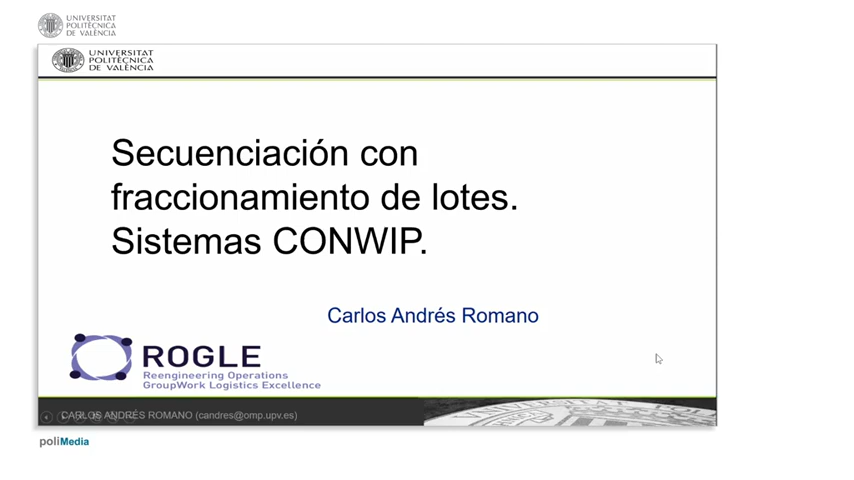 UNIVERSITAT
POLITÈCNICA
DE VALÈNCIA
UNIVERSITAT
POLITÈCNICA
DE VALÈNCIA
Secuenciación con
fraccionamiento de lotes.
Sistemas CONWIP.
Carlos Andrés Romano
ROGLE
Reengineering Operations
GroupWork Logistics Excellence
CARLOS ANDRÉS ROMANO (candres@omp.upv.es)
poliMedia